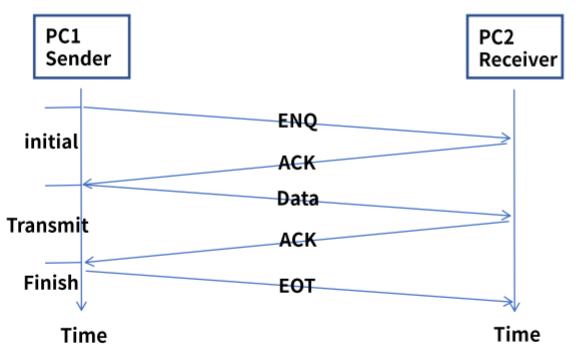 PC1
Sender
PC2
Receiver
ENQ
initial
ACK
Data
Transmit
ACK
Finish
EOT
Time
Time